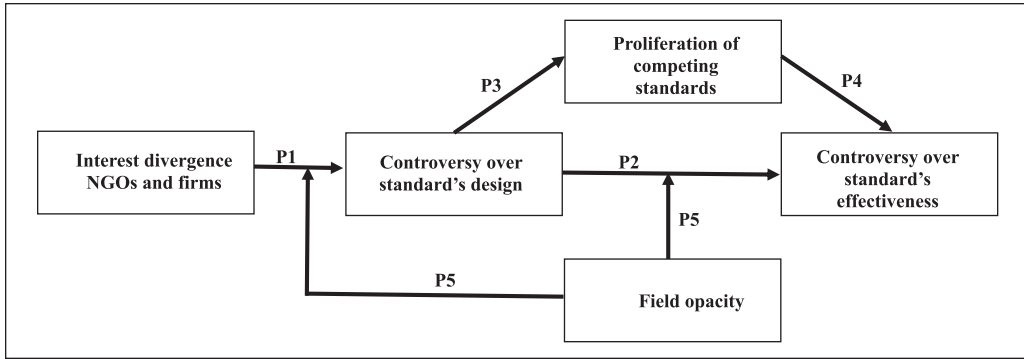 Proliferation of
competing
standards
P3
P4
Interest divergence
NGOs and firms
P1
Controversy over
standard's design
P2
Controversy over
standard's
effectiveness
P5
P5
Field opacity